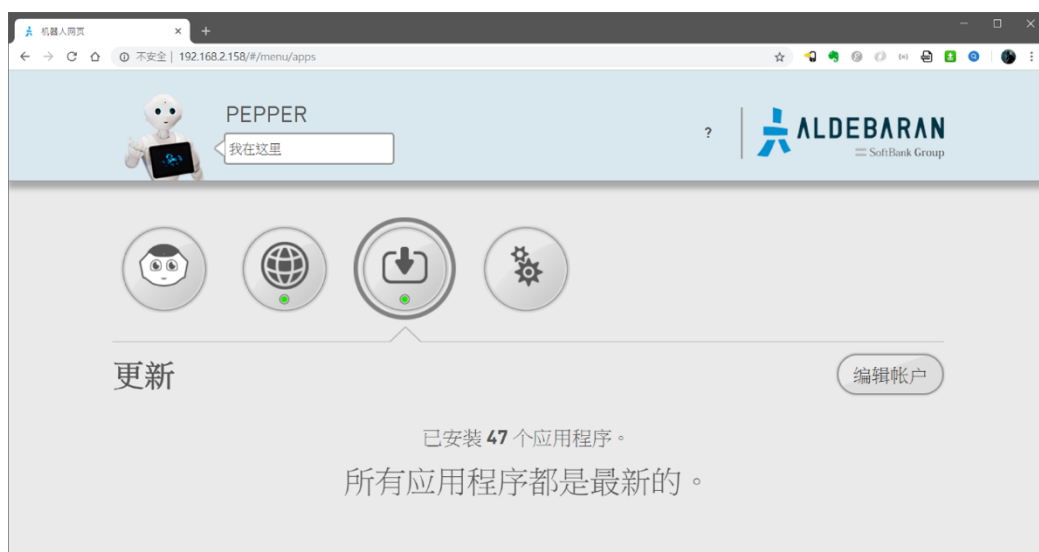 机器人网页
不安全 | 192.168.2.158/#/menu/apps
PEPPER
我在这里
?
ALDEBARAN
SoftBank Group
更新
编辑帐户
已安装 47 个应用程序。
所有应用程序都是最新的。